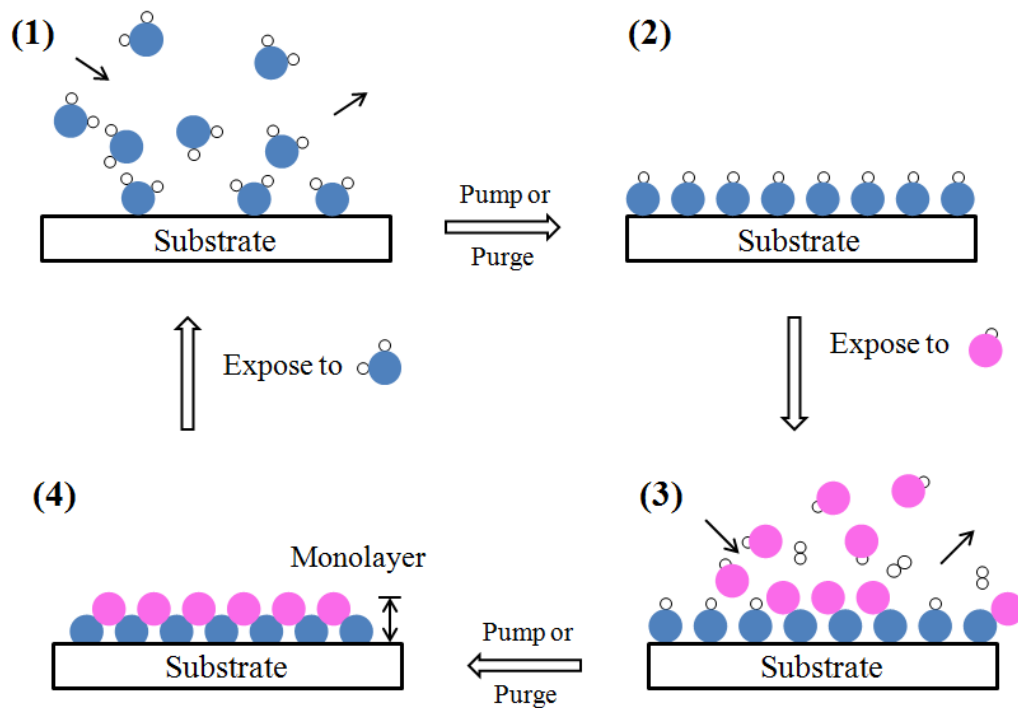 (1)
Substrate
Pump or
Purge
(2)
Substrate
Expose to
Expose to
(3)
Substrate
Pump or
Purge
(4)
Monolayer
Substrate